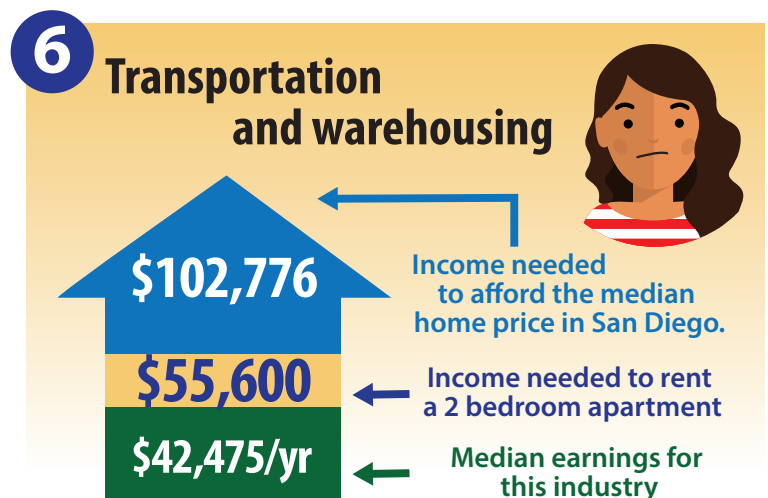 6
Transportation
and warehousing
$102,776
Income needed
to afford the median
home price in San Diego.
$55,600
Income needed to rent
a 2 bedroom apartment
$42,475/yr
Median earnings for
this industry